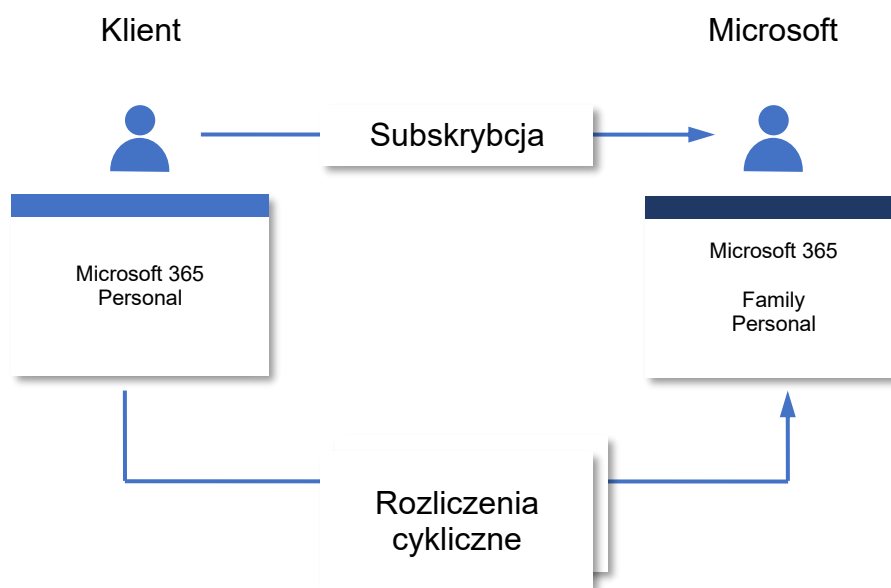 Klient
Microsoft
Subskrybcja
Microsoft 365
Personal
Microsoft 365
Family
Personal
Rozliczenia
cykliczne